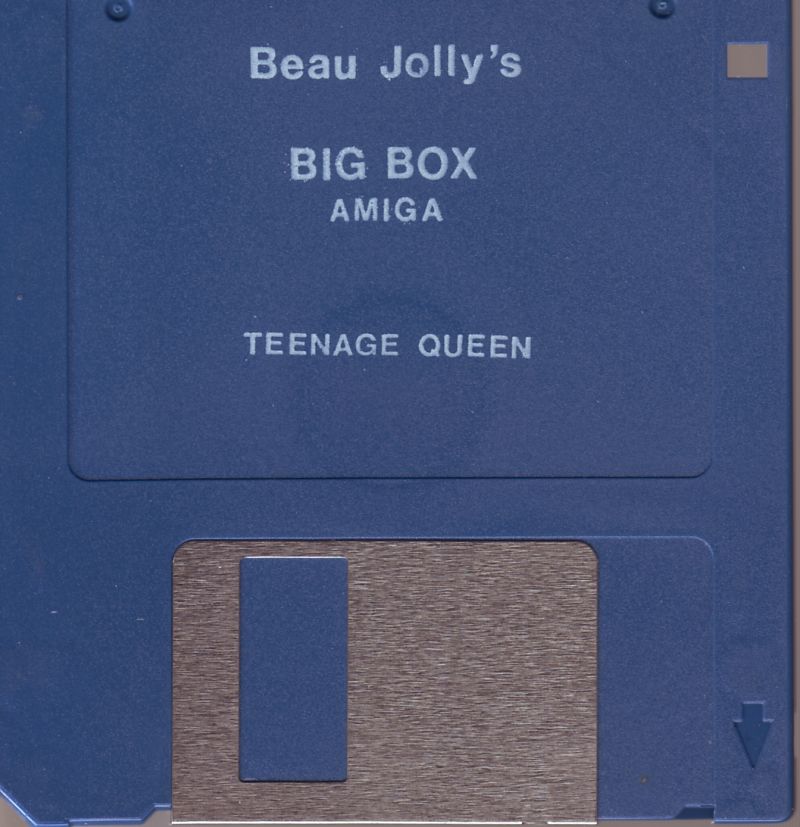 Beau Jolly's
BIG BOX
AMIGA
TEENAGE QUEEN